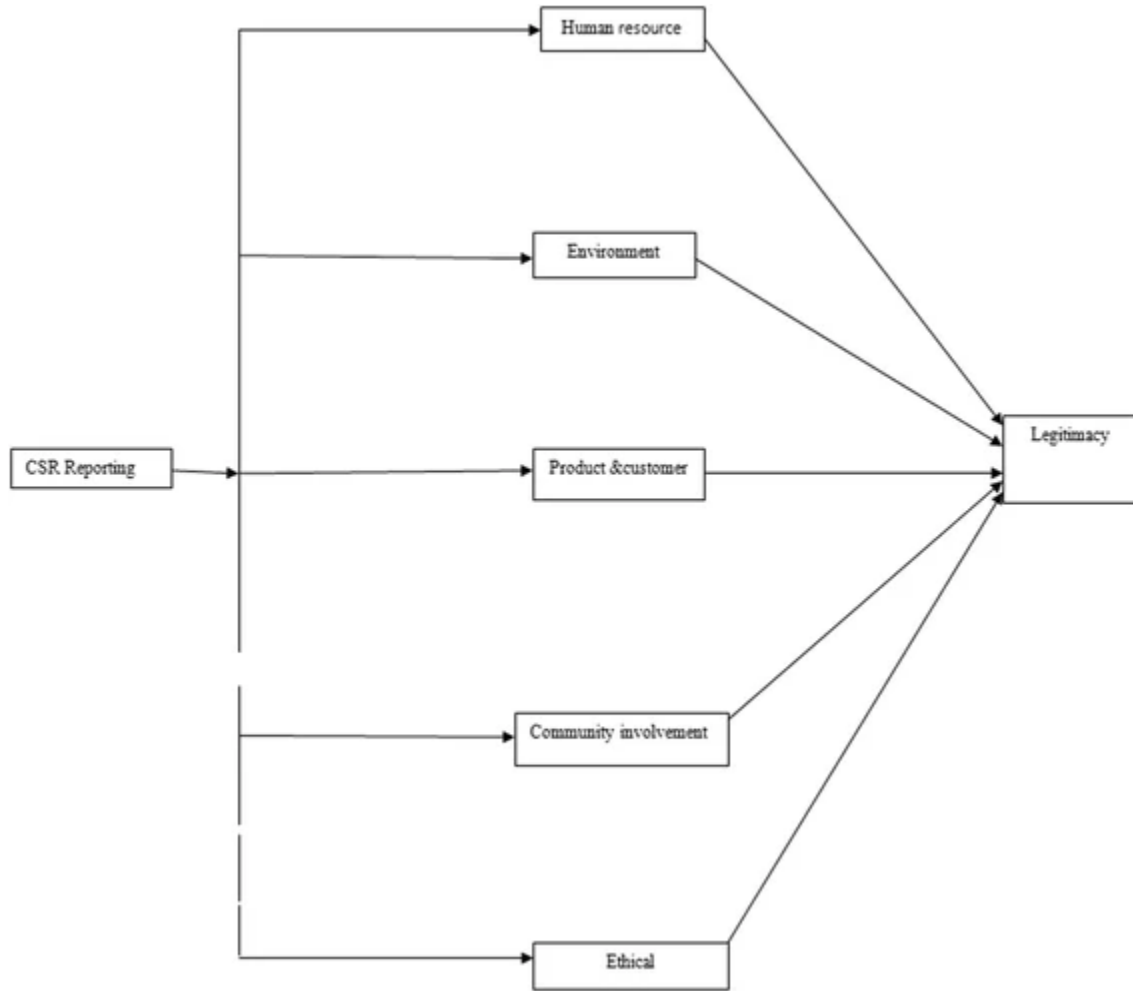 Human resource
Environment
CSR Reporting
Product &customer
Legitimacy
Community involvement
Ethical